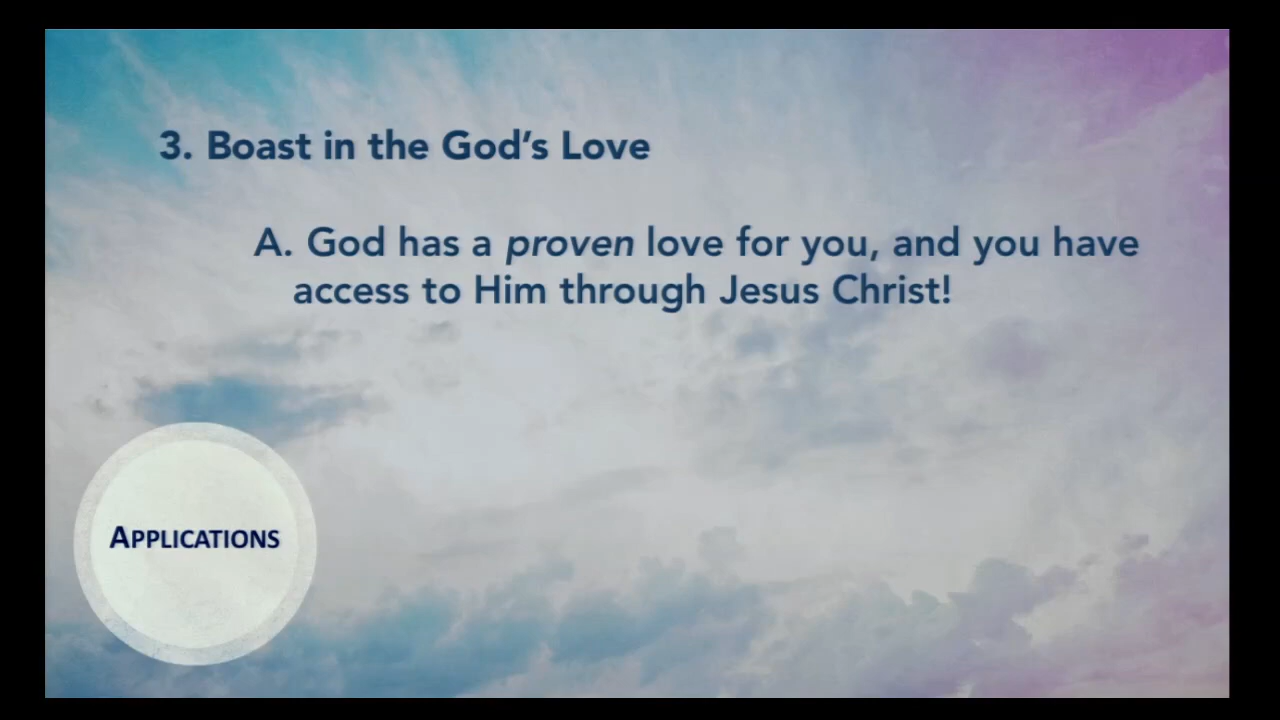 3. Boast in the God's Love
A. God has a proven love for you, and you have
access to Him through Jesus Christ!
APPLICATIONS